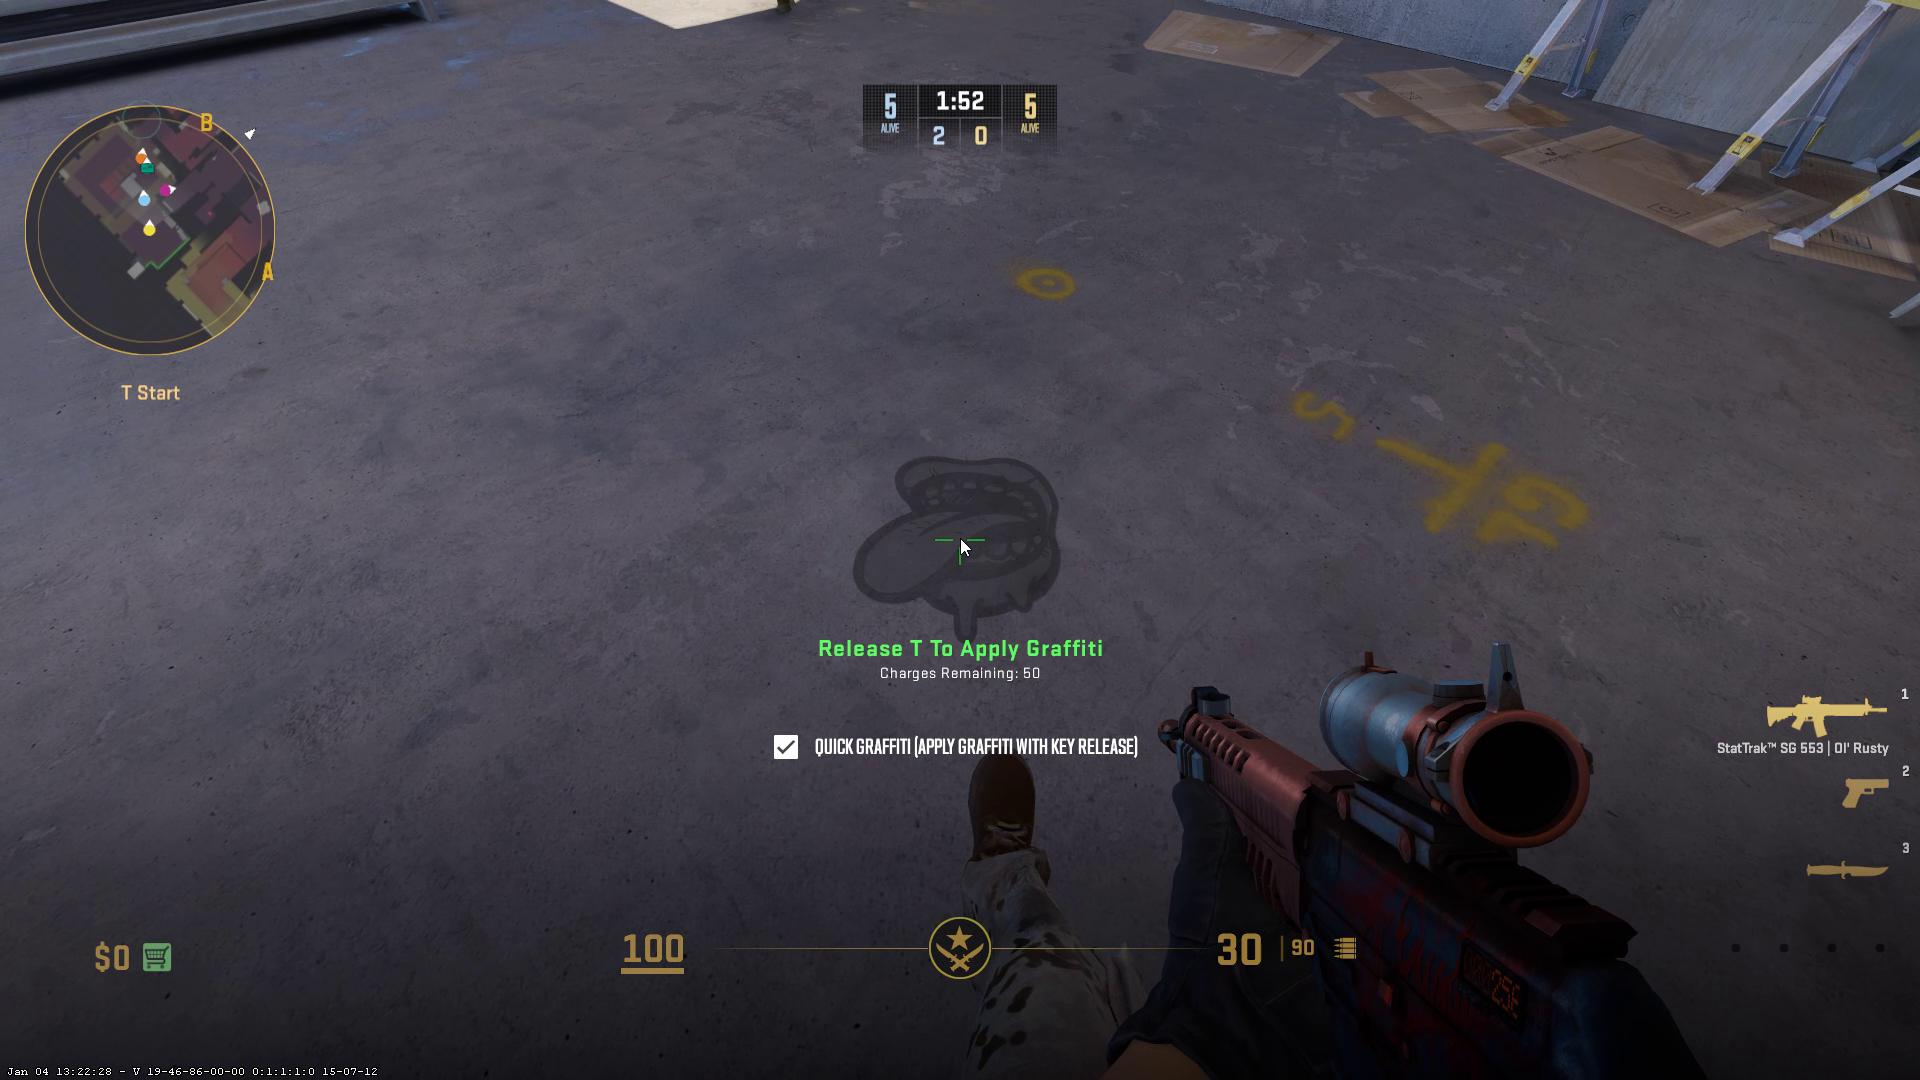 5
ALIVE
1:52
2
0
5
ALIVE
B
A
T Start
Release T To Apply Graffiti
Charges Remaining: 50
QUICK GRAFFITI (APPLY GRAFFITI WITH KEY RELEASE)
1
StatTrak™ SG 553 | Ol' Rusty
2
3
$0
100
30 | 90
Jan 04 13:22:28 - V 19-46-86-00-00 0:1:1:1:0 15-07-12